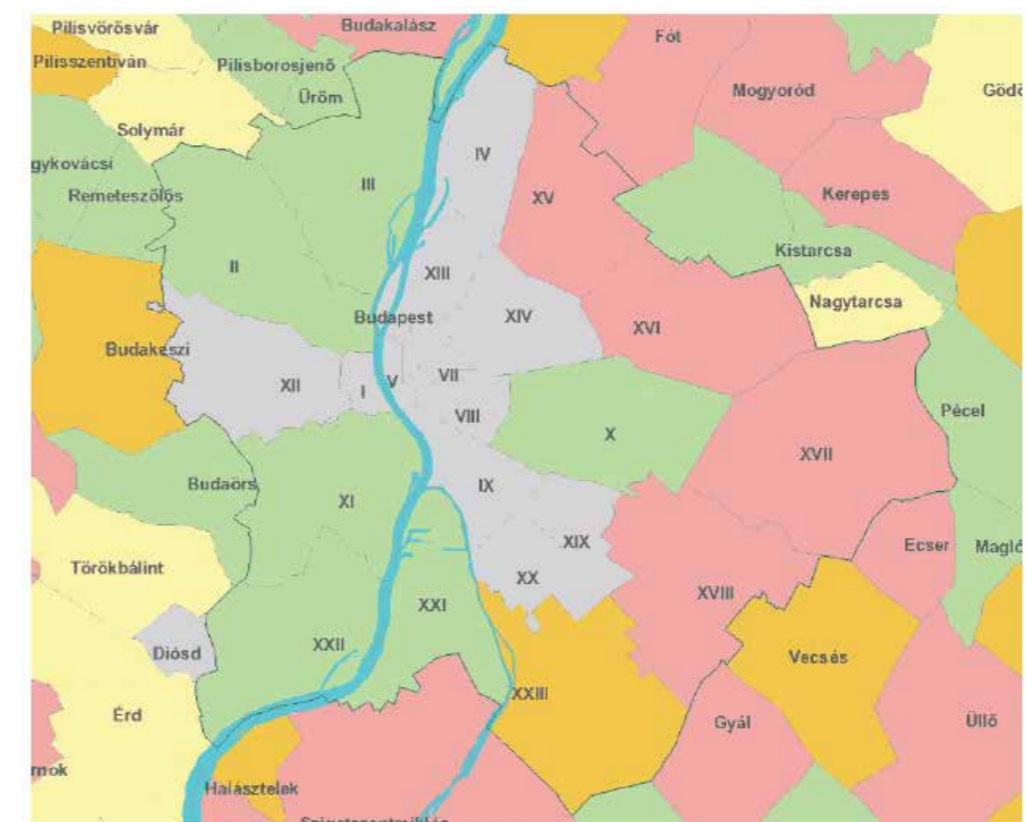 Pilisvörösvár
Budakalász
Fót
Pilisszentiván
Pilisborosjenő
Üröm
Mogyoród
Solymár
IV
gykovácsi
III
Remeteszőlős
XV
Kerepes
Kistarcsa
II
XIII
Nagytarcsa
Budapest
XIV
XVI
Budakeszi
XII
I
V
VII
VIII
Pécel
X
XVII
Budaörs
IX
XI
XIX
Ecser
Törökbálint
XX
XVIII
XXI
Diósd
XXII
Vecsés
XXIII
Érd
Gyál
Üllő
Halásztelek